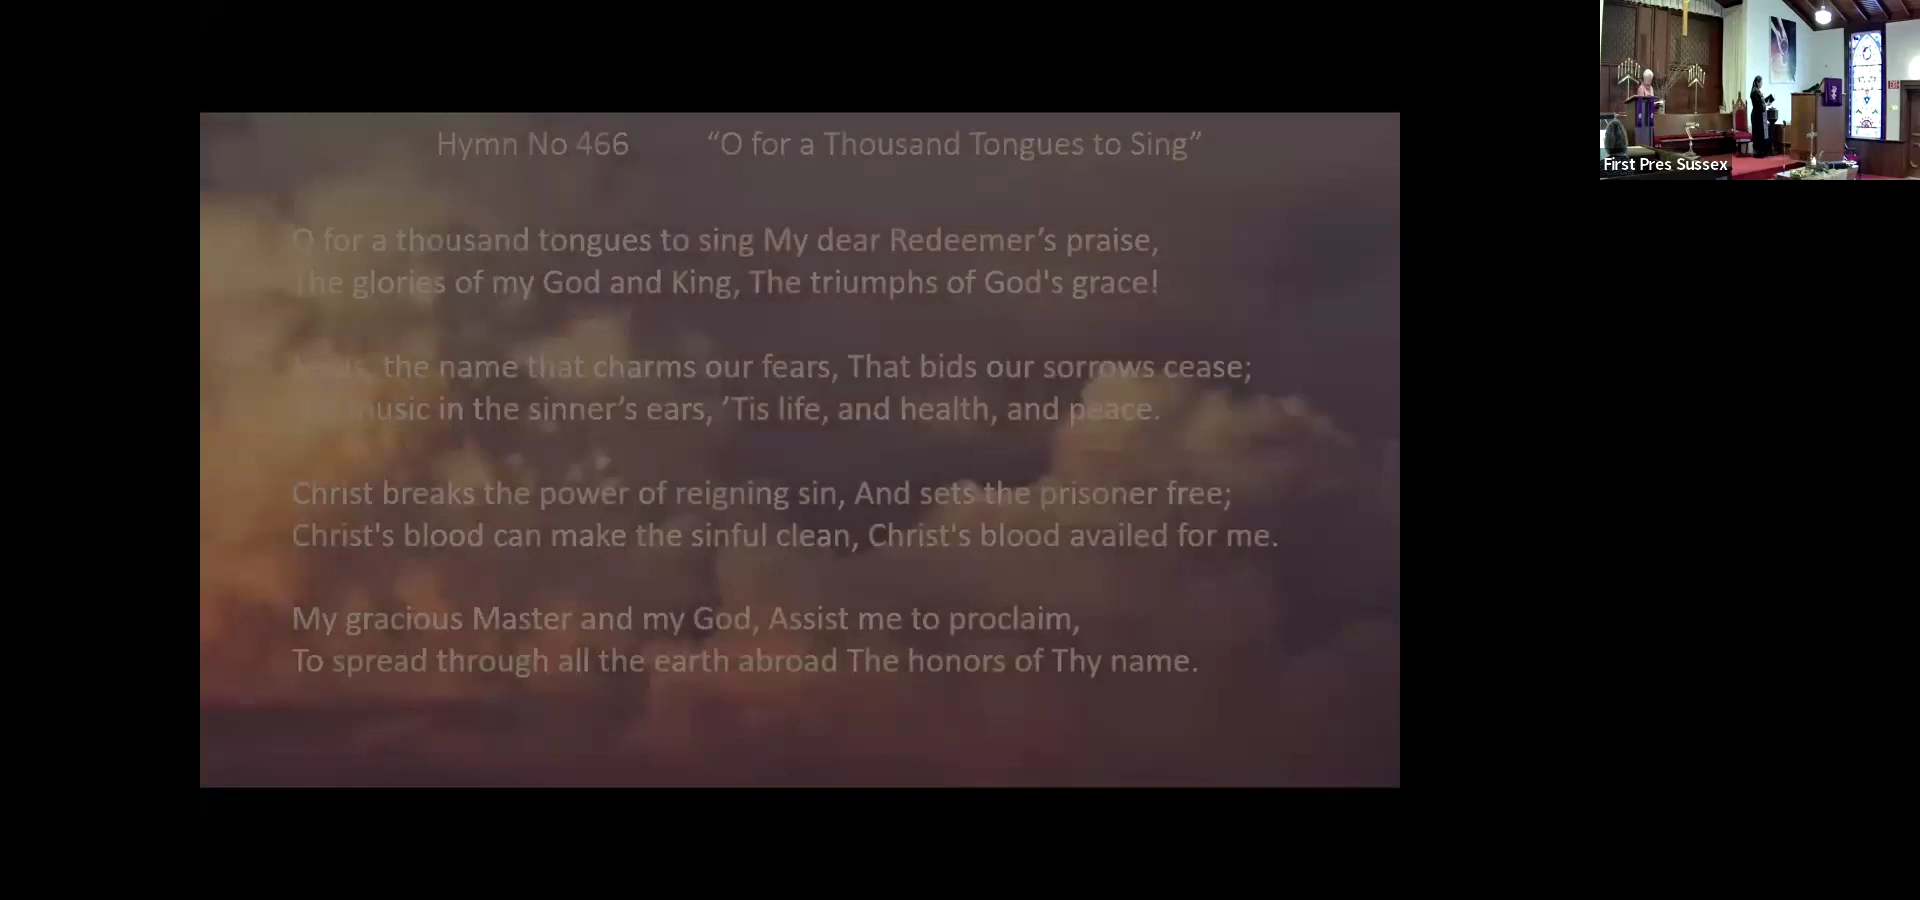 Hymn No 466 “O for a Thousand Tongues to Sing”
O for a thousand tongues to sing My dear Redeemer’s praise,
The glories of my God and King, The triumphs of God's grace!
the name that charms our fears, That bids our sorrows cease;
music in the sinner’s ears, ’Tis life, and health, and peace.
Christ breaks the power of reigning sin, And sets the prisoner free;
Christ's blood can make the sinful clean, Christ's blood availed for me.
My gracious Master and my God, Assist me to proclaim,
To spread through all the earth abroad The honors of Thy name.
First Pres Sussex